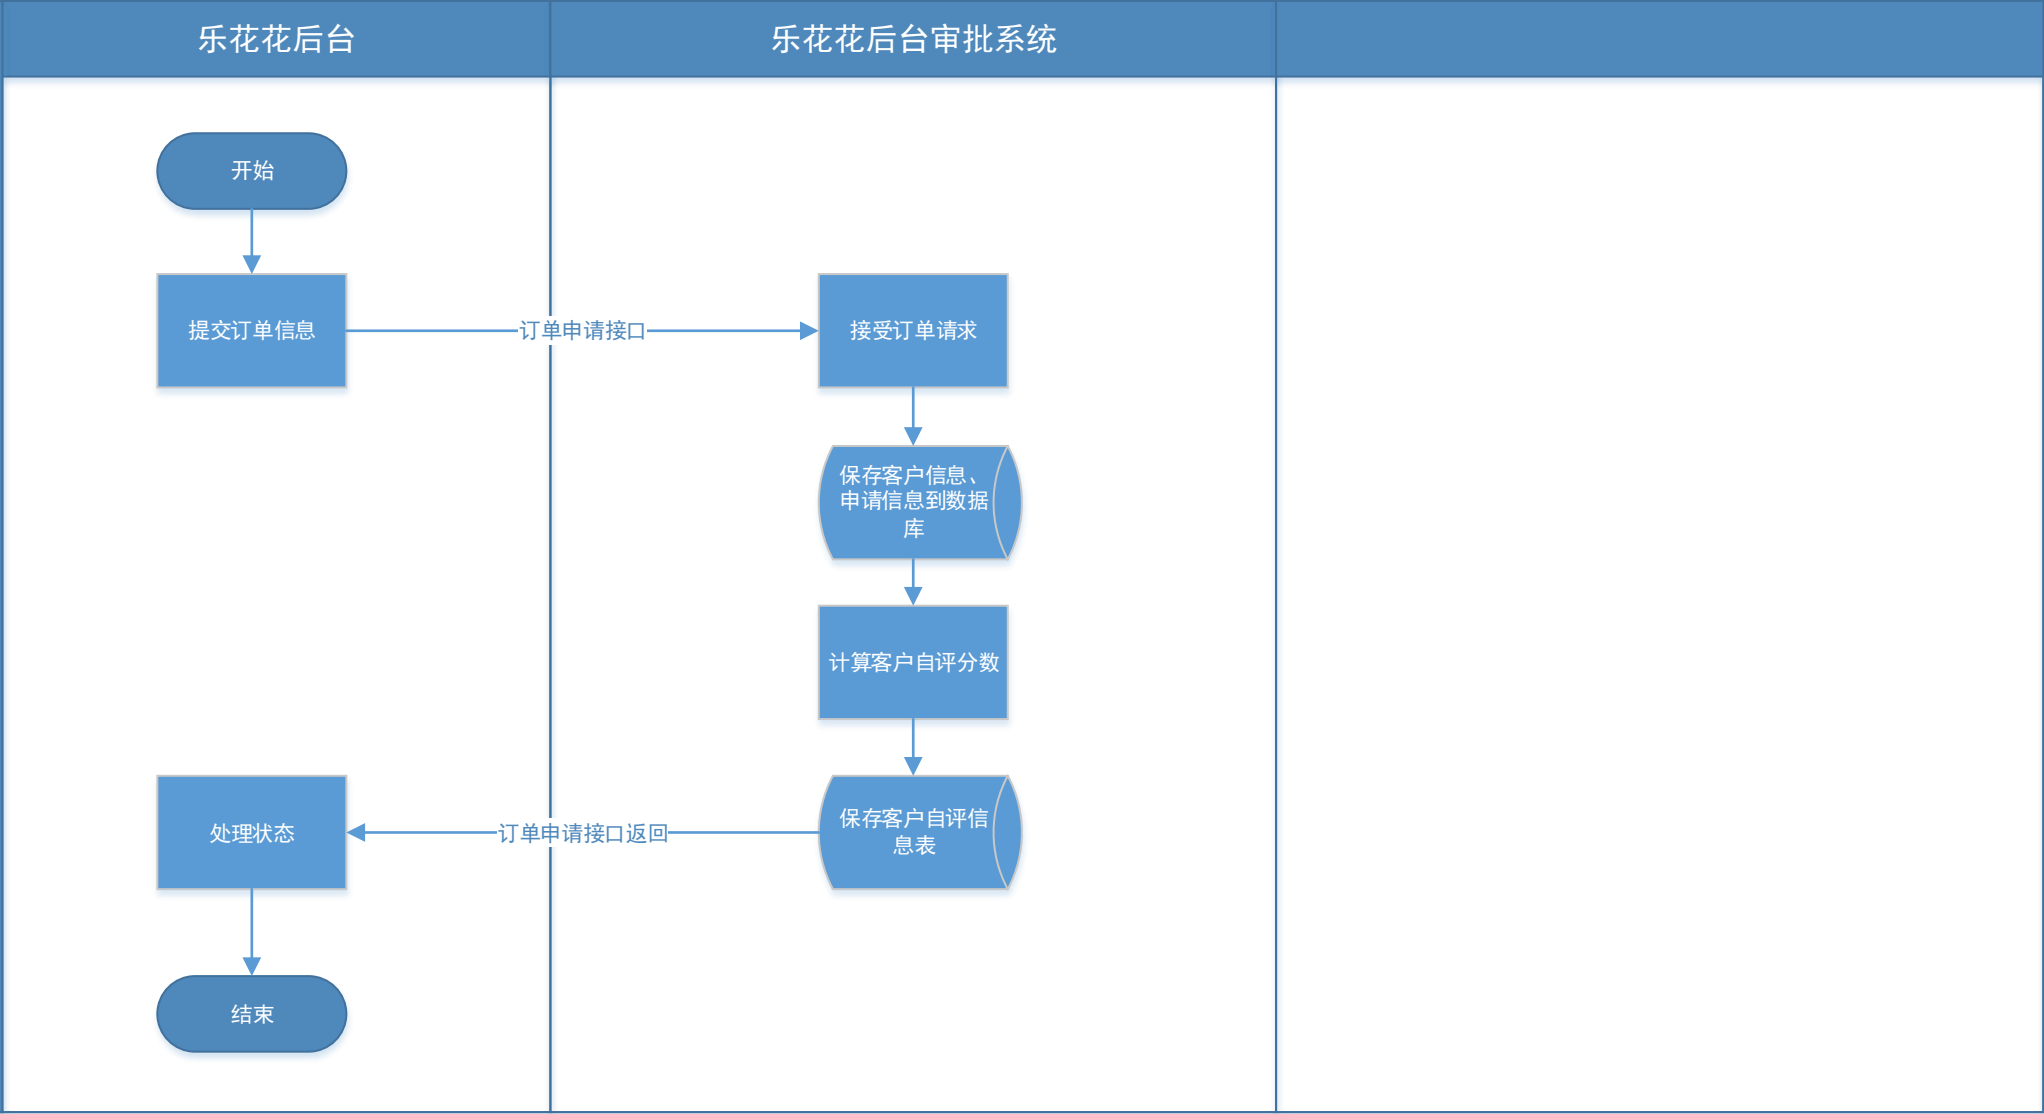 乐花花后台
乐花花后台审批系统
开始
提交订单信息
订单申请接口
接受订单请求
保存客户信息、
申请信息到数据
库
计算客户自评分数
处理状态
订单申请接口返回
保存客户自评信
息表
结束